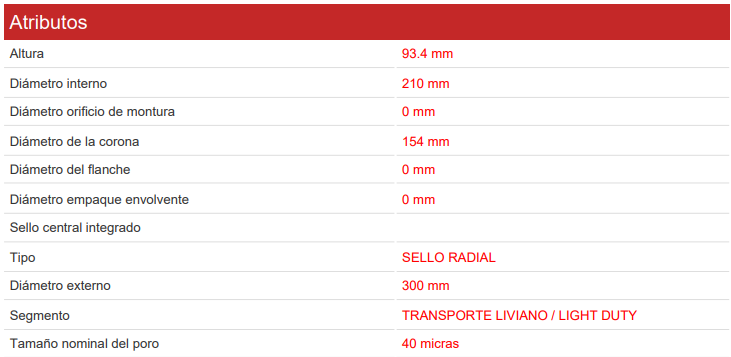 Atributos
Altura 93.4 mm
Diámetro interno 210 mm
Diámetro orificio de montura 0 mm
Diámetro de la corona 154 mm
Diámetro del flanche 0 mm
Diámetro empaque envolvente 0 mm
Sello central integrado
Tipo SELLO RADIAL
Diámetro externo 300 mm
Segmento TRANSPORTE LIVIANO / LIGHT DUTY
Tamaño nominal del poro 40 micras